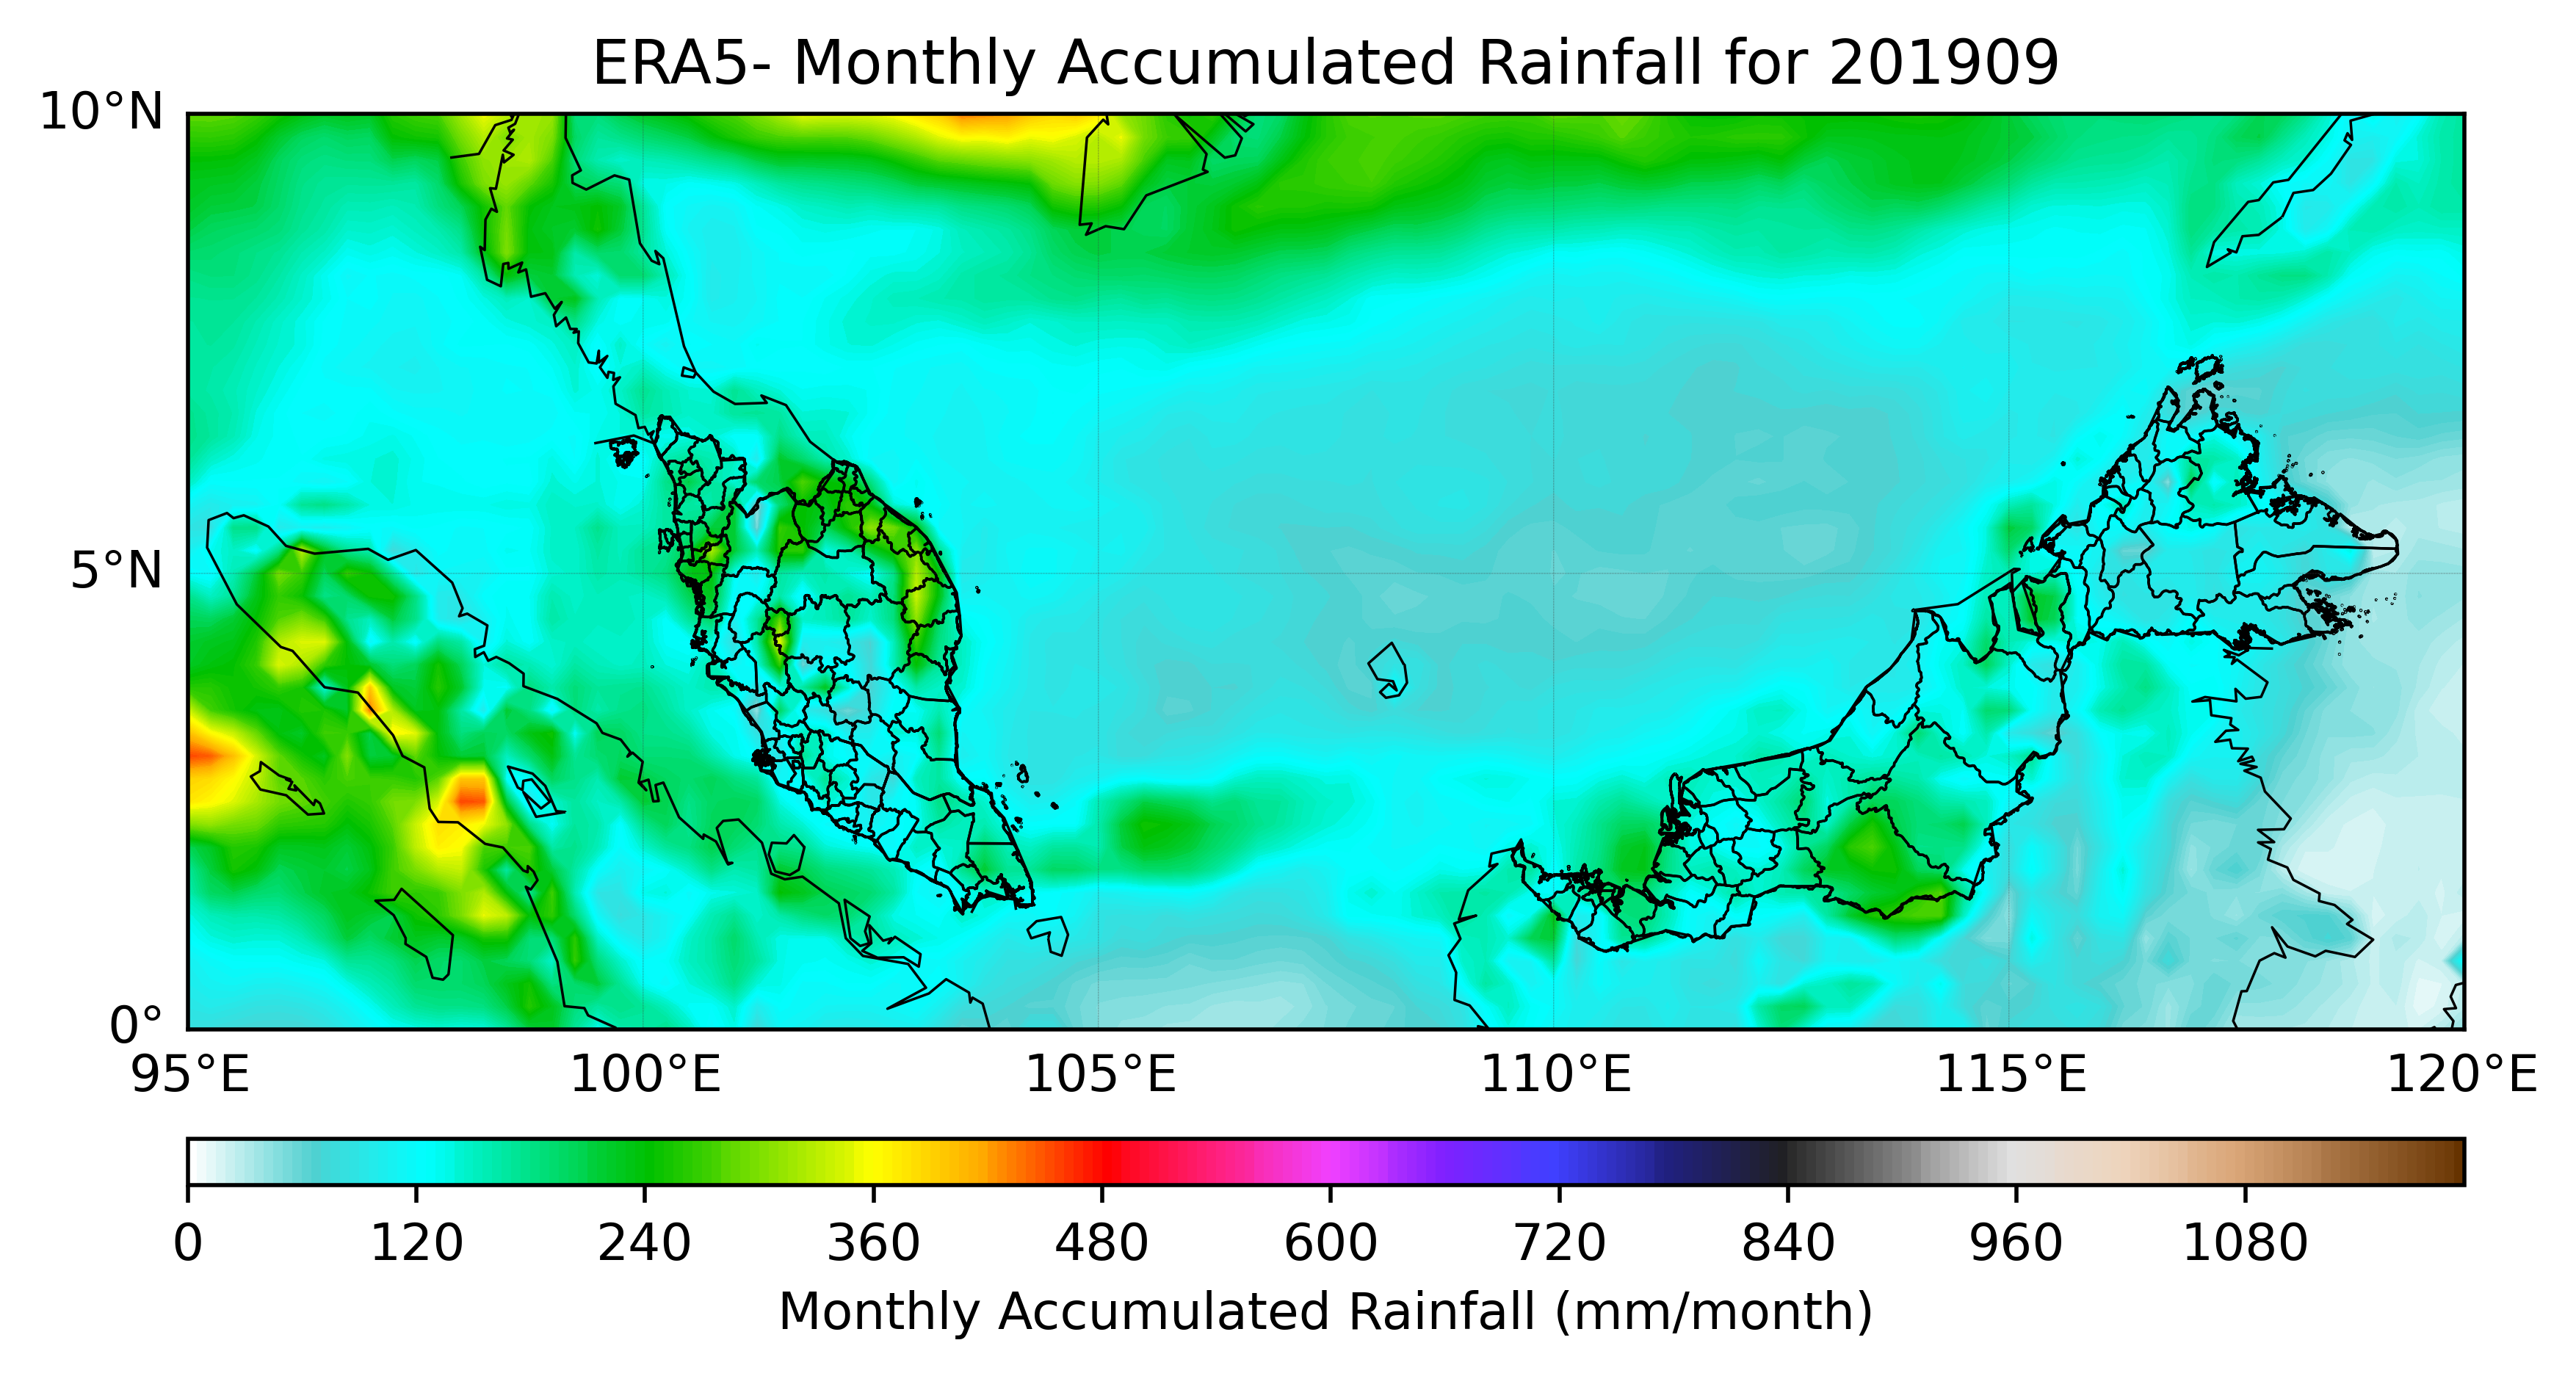 ERA5- Monthly Accumulated Rainfall for 201909
10°N
5°N
0°
95°E 100°E 105°E 110°E 115°E 120°E
0 120 240 360 480 600 720 840 960 1080
Monthly Accumulated Rainfall (mm/month)